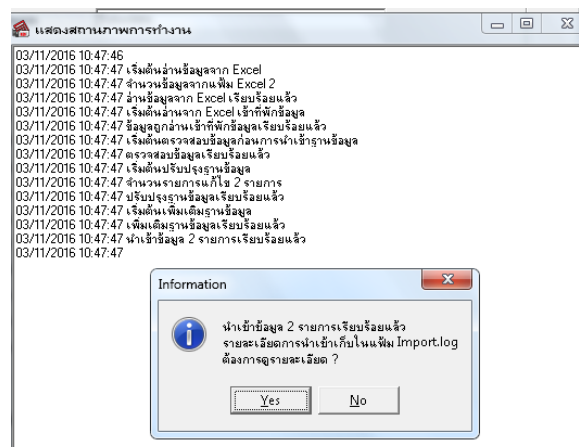 แสดงสถานภาพการทำงาน
03/11/2016 10:47:46
03/11/2016 10:47:47 เริ่มต้นอ่านข้อมูลจาก Excel
03/11/2016 10:47:47 จำนวนข้อมูลจากแฟ้ม Excel 2
03/11/2016 10:47:47 อ่านข้อมูลจาก Excel เรียบร้อยแล้ว
03/11/2016 10:47:47 เริ่มต้นอ่านจาก Excel เข้าที่พักข้อมูล
03/11/2016 10:47:47 ข้อมูลถูกอ่านเข้าที่พักข้อมูลเรียบร้อยแล้ว
03/11/2016 10:47:47 เริ่มต้นตรวจสอบข้อมูลก่อนการนำเข้าฐานข้อมูล
03/11/2016 10:47:47 ตรวจสอบข้อมูลเรียบร้อยแล้ว
03/11/2016 10:47:47 เริ่มต้นปรับปรุงฐานข้อมูล
03/11/2016 10:47:47 จำนวนรายการแก้ไข 2 รายการ
03/11/2016 10:47:47 ปรับปรุงฐานข้อมูลเรียบร้อยแล้ว
03/11/2016 10:47:47 เริ่มต้นเพิ่มเติมฐานข้อมูล
03/11/2016 10:47:47 เพิ่มเติมฐานข้อมูลเรียบร้อยแล้ว
03/11/2016 10:47:47 นำเข้าข้อมูล 2 รายการเรียบร้อยแล้ว
03/11/2016 10:47:47
Information
นำเข้าข้อมูล 2 รายการเรียบร้อยแล้ว
รายละเอียดการนำเข้าเก็บในแฟ้ม Import.log
ต้องการดูรายละเอียด ?
Yes No